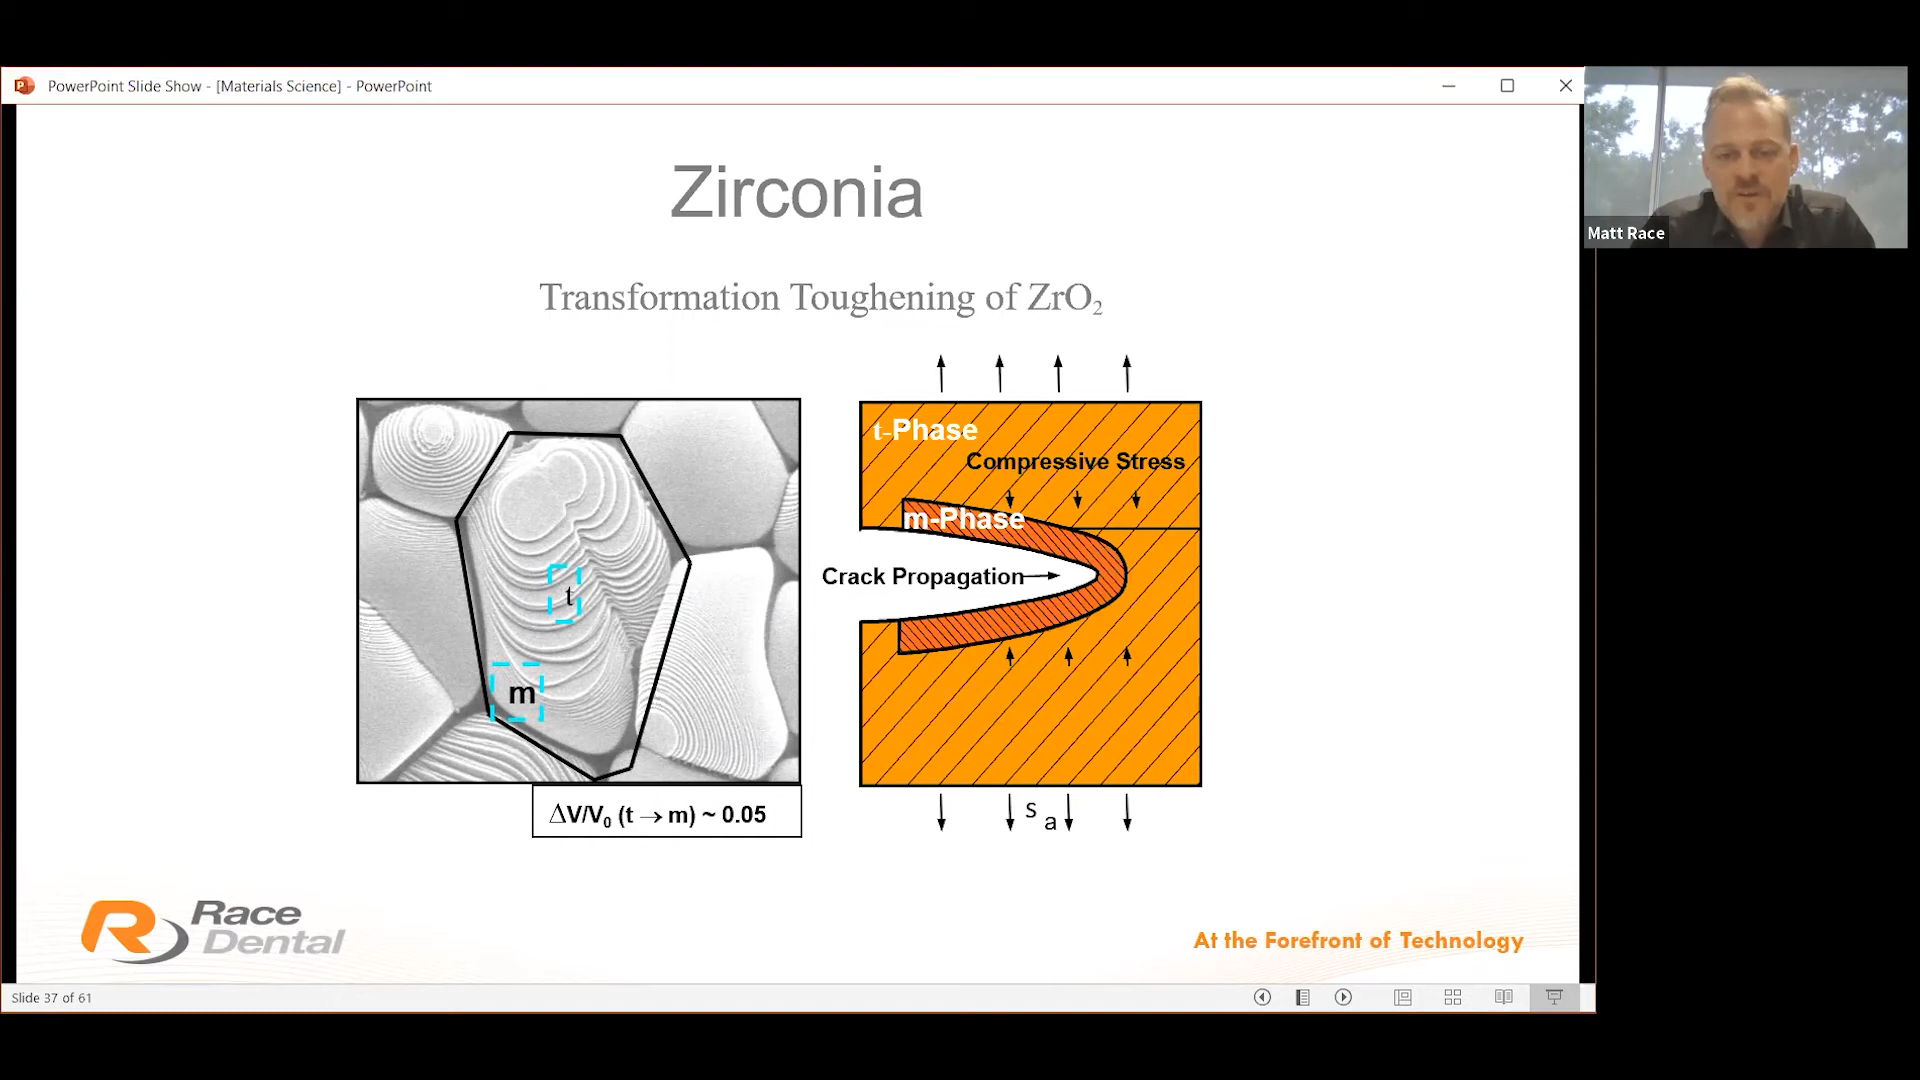 PowerPoint Slide Show - [Materials Science] - PowerPoint
Matt Race
Zirconia
Transformation Toughening of ZrO₂
t-Phase
Compressive Stress
m-Phase
Crack Propagation
t
m
ΔV/V₀ (t → m) ~ 0.05
s
a
R
Race
Dental
At the Forefront of Technology
Slide 37 of 61